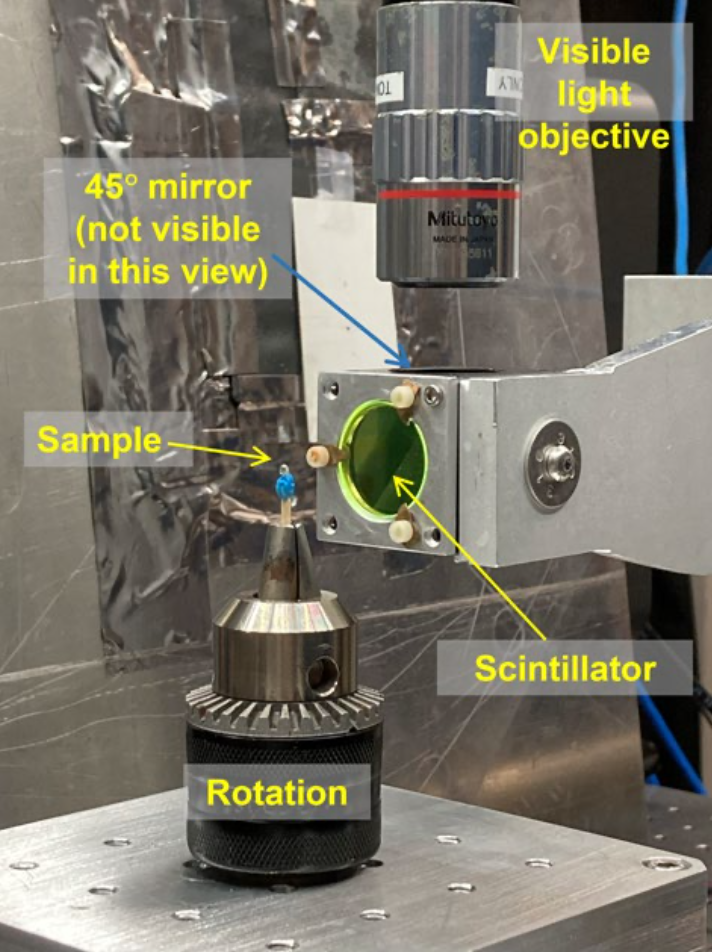 Visible
light
objective
45° mirror
(not visible
in this view)
Mitutoyo
MADE IN JAPAN
Sample
Scintillator
Rotation